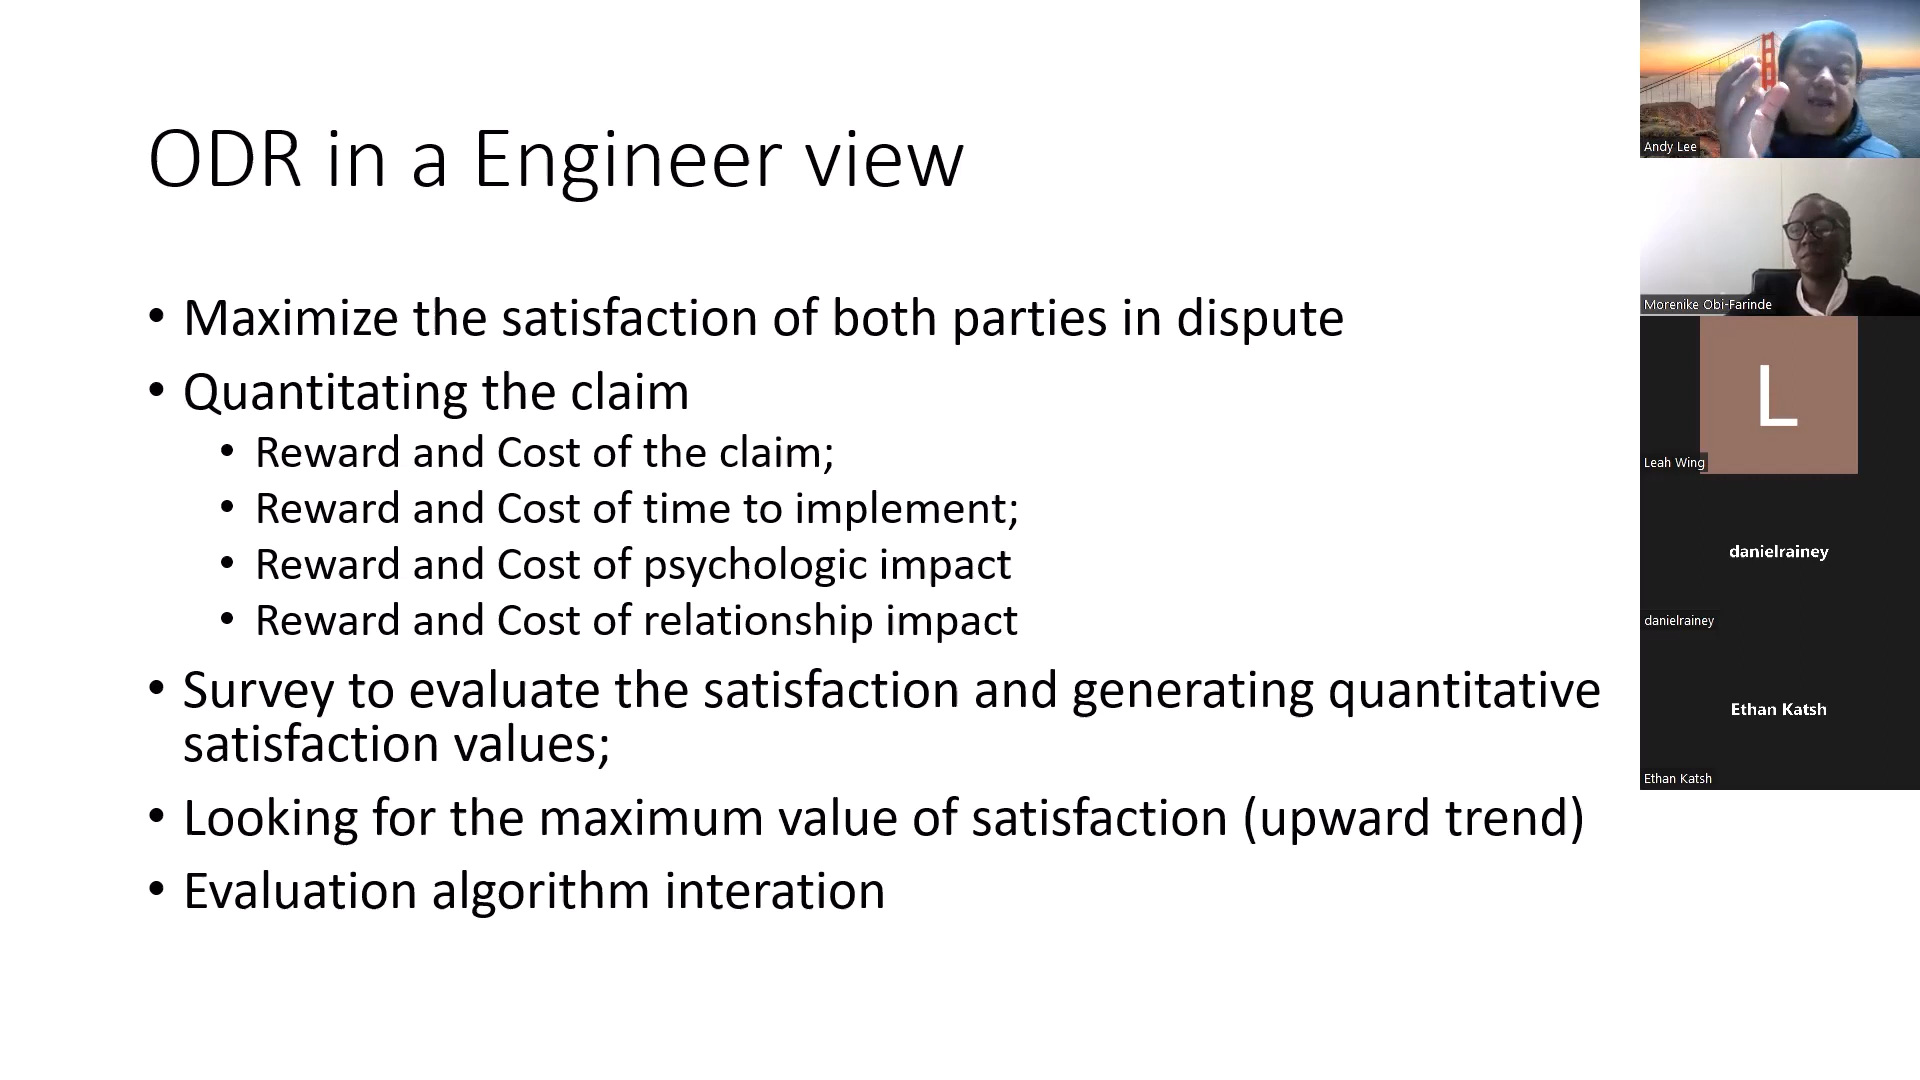 ODR in a Engineer view
• Maximize the satisfaction of both parties in dispute
• Quantitating the claim
• Reward and Cost of the claim;
• Reward and Cost of time to implement;
• Reward and Cost of psychologic impact
• Reward and Cost of relationship impact
• Survey to evaluate the satisfaction and generating quantitative
satisfaction values;
• Looking for the maximum value of satisfaction (upward trend)
• Evaluation algorithm interation
Andy Lee
Morenike Obi-Farinde
L
Leah Wing
danielrainey
danielrainey
Ethan Katsh
Ethan Katsh